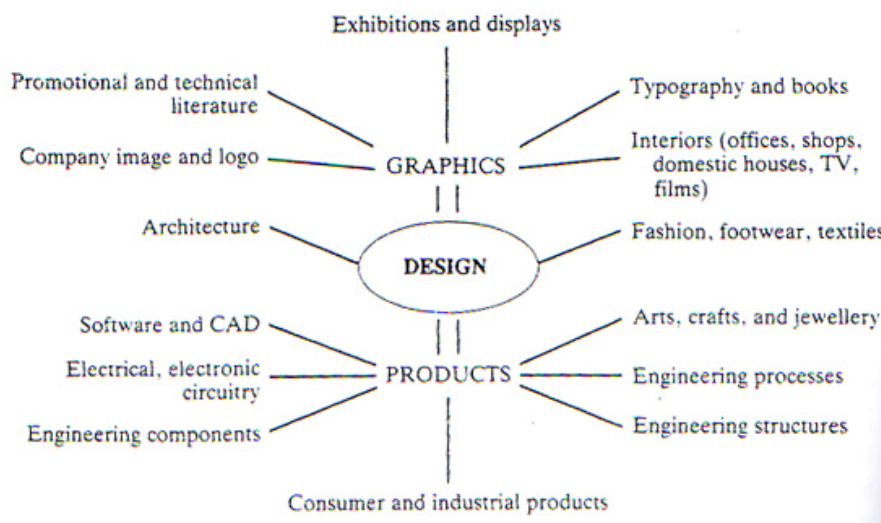 Exhibitions and displays
Promotional and technical
literature
Typography and books
Company image and logo
GRAPHICS
Interiors (offices, shops,
domestic houses, TV,
films)
Architecture
DESIGN
Fashion, footwear, textiles
Software and CAD
Arts, crafts, and jewellery
Electrical, electronic
circuitry
PRODUCTS
Engineering processes
Engineering components
Engineering structures
Consumer and industrial products